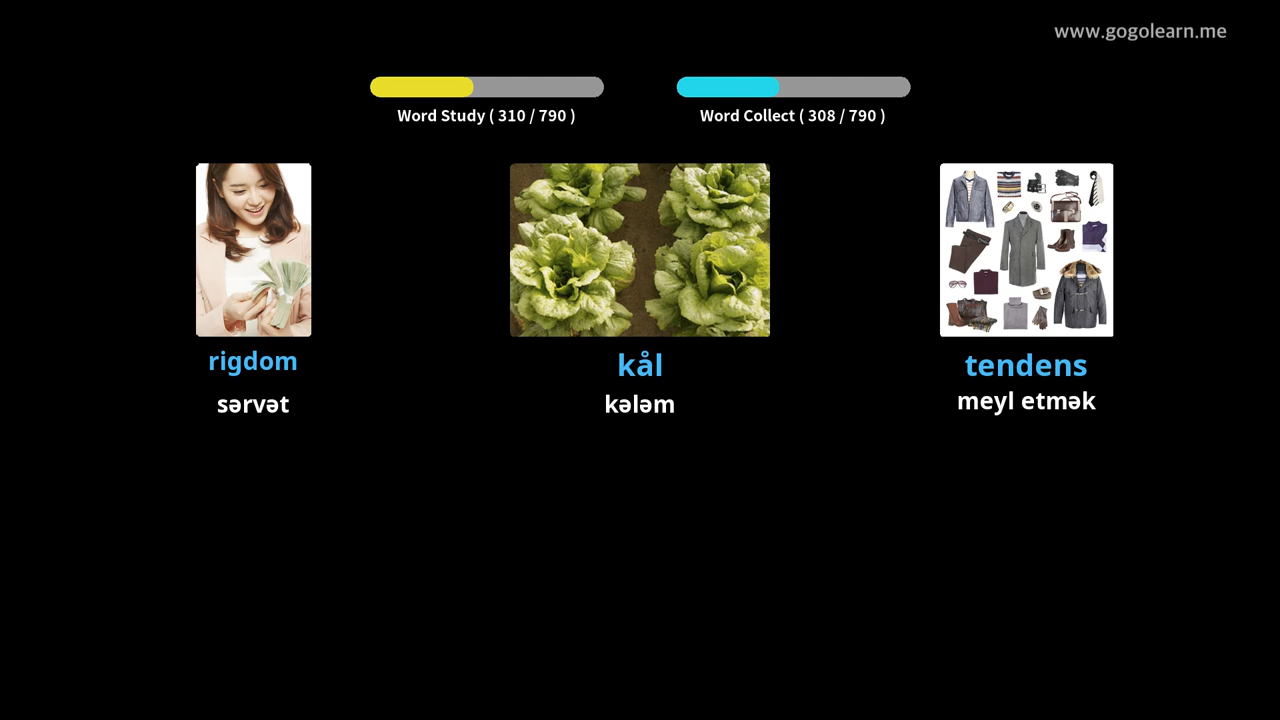 www.gogolearn.me
Word Study ( 310 / 790 )
Word Collect ( 308 / 790 )
rigdom
kål
tendens
sərvət
kələm
meyl etmək